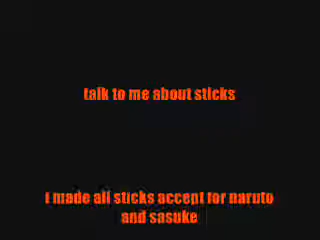 talk to me about sticks
I made all sticks accent for naruto
and sasuke